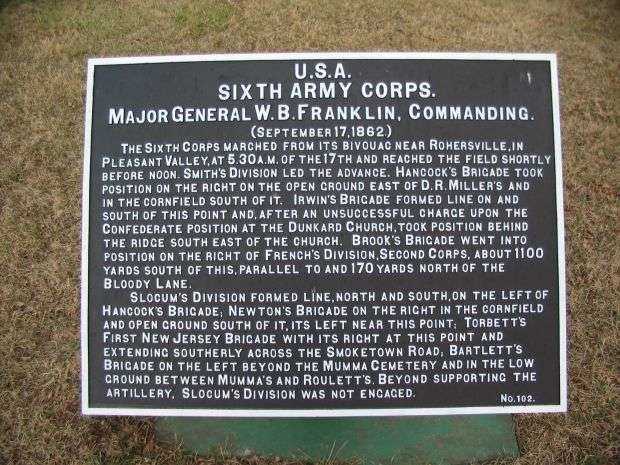 U.S.A.
SIXTH ARMY CORPS.
MAJOR GENERAL W.B. FRANKLIN, COMMANDING.
(SEPTEMBER 17, 1862.)
THE SIXTH CORPS MARCHED FROM ITS BIVOUAC NEAR ROHERSVILLE, IN
PLEASANT VALLEY, AT 5.30 A.M. OF THE 17TH AND REACHED THE FIELD SHORTLY
BEFORE NOON. SMITH'S DIVISION LED THE ADVANCE. HANCOCK'S BRIGADE TOOK
POSITION ON THE RIGHT ON THE OPEN GROUND EAST OF D.R. MILLER'S AND
IN THE CORNFIELD SOUTH OF IT. IRWIN'S BRIGADE FORMED LINE ON AND
SOUTH OF THIS POINT AND, AFTER AN UNSUCCESSFUL CHARGE UPON THE
CONFEDERATE POSITION AT THE DUNKARD CHURCH, TOOK POSITION BEHIND
THE RIDGE SOUTH EAST OF THE CHURCH. BROOK'S BRIGADE WENT INTO
POSITION ON THE RIGHT OF FRENCH'S DIVISION, SECOND CORPS, ABOUT 1100
YARDS SOUTH OF THIS, PARALLEL TO AND 170 YARDS NORTH OF THE
BLOODY LANE.
SLOCUM'S DIVISION FORMED LINE, NORTH AND SOUTH, ON THE LEFT OF
HANCOCK'S BRIGADE; NEWTON'S BRIGADE ON THE RIGHT IN THE CORNFIELD
AND OPEN GROUND SOUTH OF IT, ITS LEFT NEAR THIS POINT; TORBETT'S
FIRST NEW JERSEY BRIGADE WITH ITS RIGHT AT THIS POINT AND
EXTENDING SOUTHERLY ACROSS THE SMOKETOWN ROAD; BARTLETT'S
BRIGADE ON THE LEFT BEYOND THE MUMMA CEMETERY AND IN THE LOW
GROUND BETWEEN MUMMA'S AND ROULETT'S. BEYOND SUPPORTING THE
ARTILLERY, SLOCUM'S DIVISION WAS NOT ENGAGED.
No. 102.